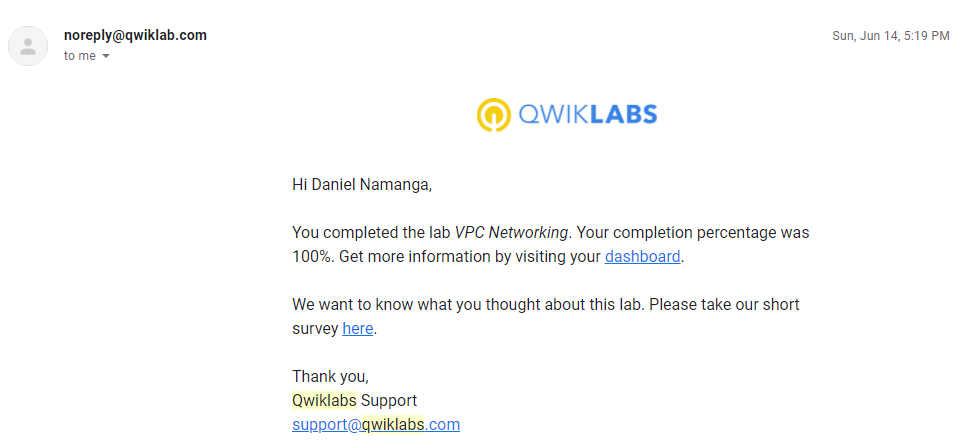 noreply@qwiklab.com
Sun, Jun 14, 5:19 PM
to me
QWIKLABS
Hi Daniel Namanga,
You completed the lab VPC Networking. Your completion percentage was
100%. Get more information by visiting your dashboard.
We want to know what you thought about this lab. Please take our short
survey here.
Thank you,
Qwiklabs Support
support@qwiklabs.com